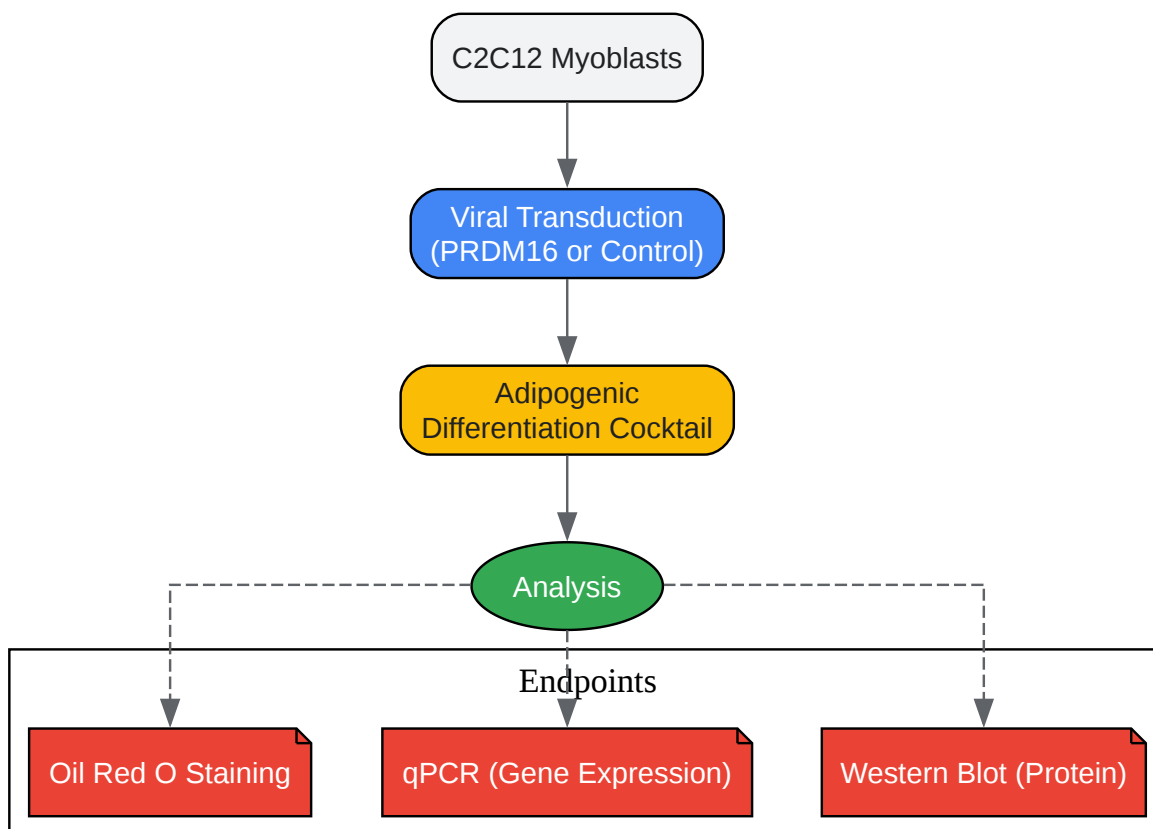 C2C12 Myoblasts
Viral Transduction
(PRDM16 or Control)
Adipogenic
Differentiation Cocktail
Analysis
Endpoints
Oil Red O Staining
qPCR (Gene Expression)
Western Blot (Protein)